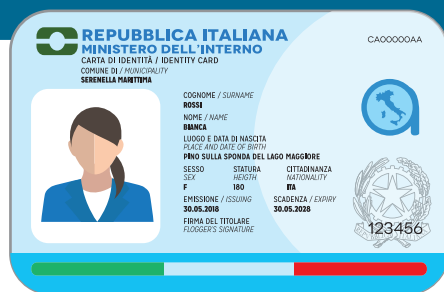 REPUBBLICA ITALIANA
MINISTERO DELL'INTERNO
CARTA DI IDENTITÀ / IDENTITY CARD
COMUNE DI / MUNICIPALITY
SERENELLA MARITTIMA
CA00000AA
COGNOME / SURNAME
ROSSI
NOME / NAME
BIANCA
LUOGO E DATA DI NASCITA
PLACE AND DATE OF BIRTH
PINO SULLA SPONDA DEL LAGO MAGGIORE
SESSO STATURA CITTADINANZA
SEX HEIGTH NATIONALITY
F 180 ITA
EMISSIONE / ISSUING SCADENZA / EXPIRY
30.05.2018 30.05.2028
FIRMA DEL TITOLARE
FLOGGER'S SIGNATURE
123456